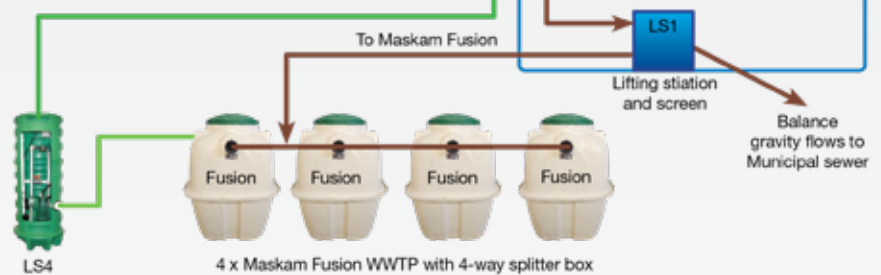 LS1
To Maskam Fusion
Lifting stiation
and screen
Balance
gravity flows to
Municipal sewer
Fusion
Fusion
Fusion
Fusion
LS4
4 x Maskam Fusion WWTP with 4-way splitter box